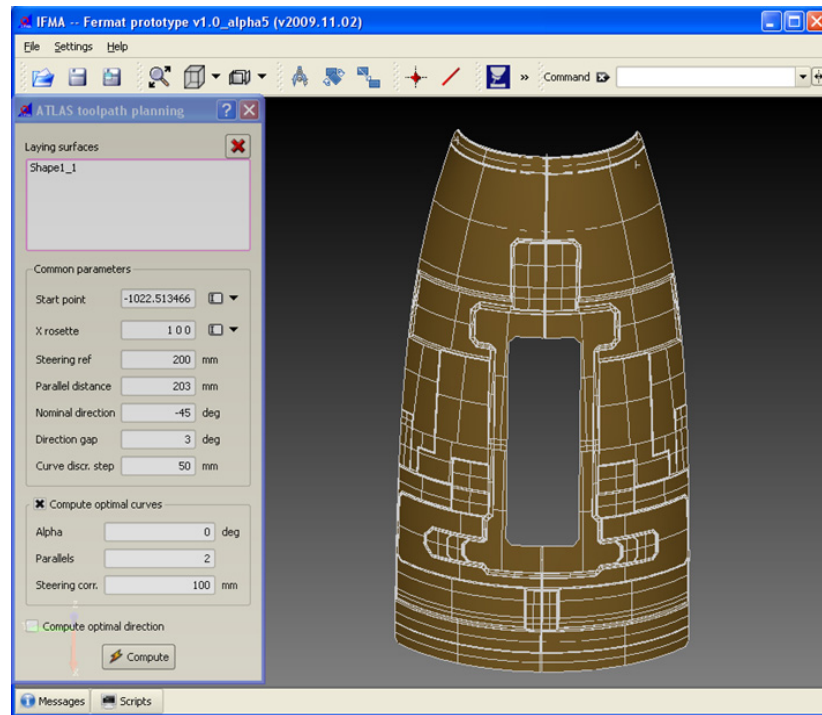 IFMA -- Fermat prototype v1.0_alpha5 (v2009.11.02)
File Settings Help
» Command
ATLAS toolpath planning
Laying surfaces
Shape1_1
Common parameters
Start point -1022.513466
X rosette 1 0 0
Steering ref 200 mm
Parallel distance 203 mm
Nominal direction -45 deg
Direction gap 3 deg
Curve discr. step 50 mm
Compute optimal curves
Alpha 0 deg
Parallels 2
Steering corr. 100 mm
Compute optimal direction
Compute
Messages Scripts